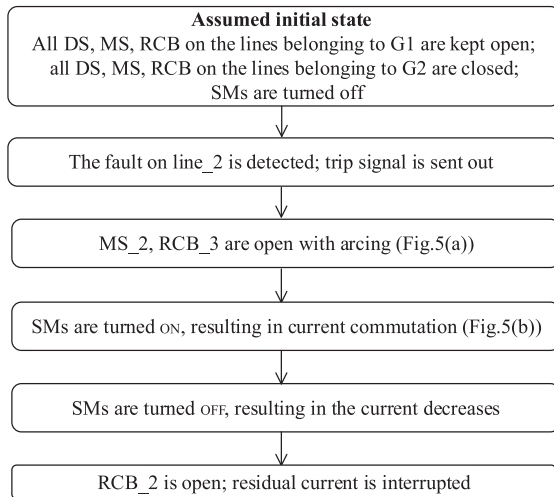 Assumed initial state
All DS, MS, RCB on the lines belonging to G1 are kept open;
all DS, MS, RCB on the lines belonging to G2 are closed;
SMs are turned off
The fault on line_2 is detected; trip signal is sent out
MS_2, RCB_3 are open with arcing (Fig.5(a))
SMs are turned ON, resulting in current commutation (Fig.5(b))
SMs are turned OFF, resulting in the current decreases
RCB_2 is open; residual current is interrupted